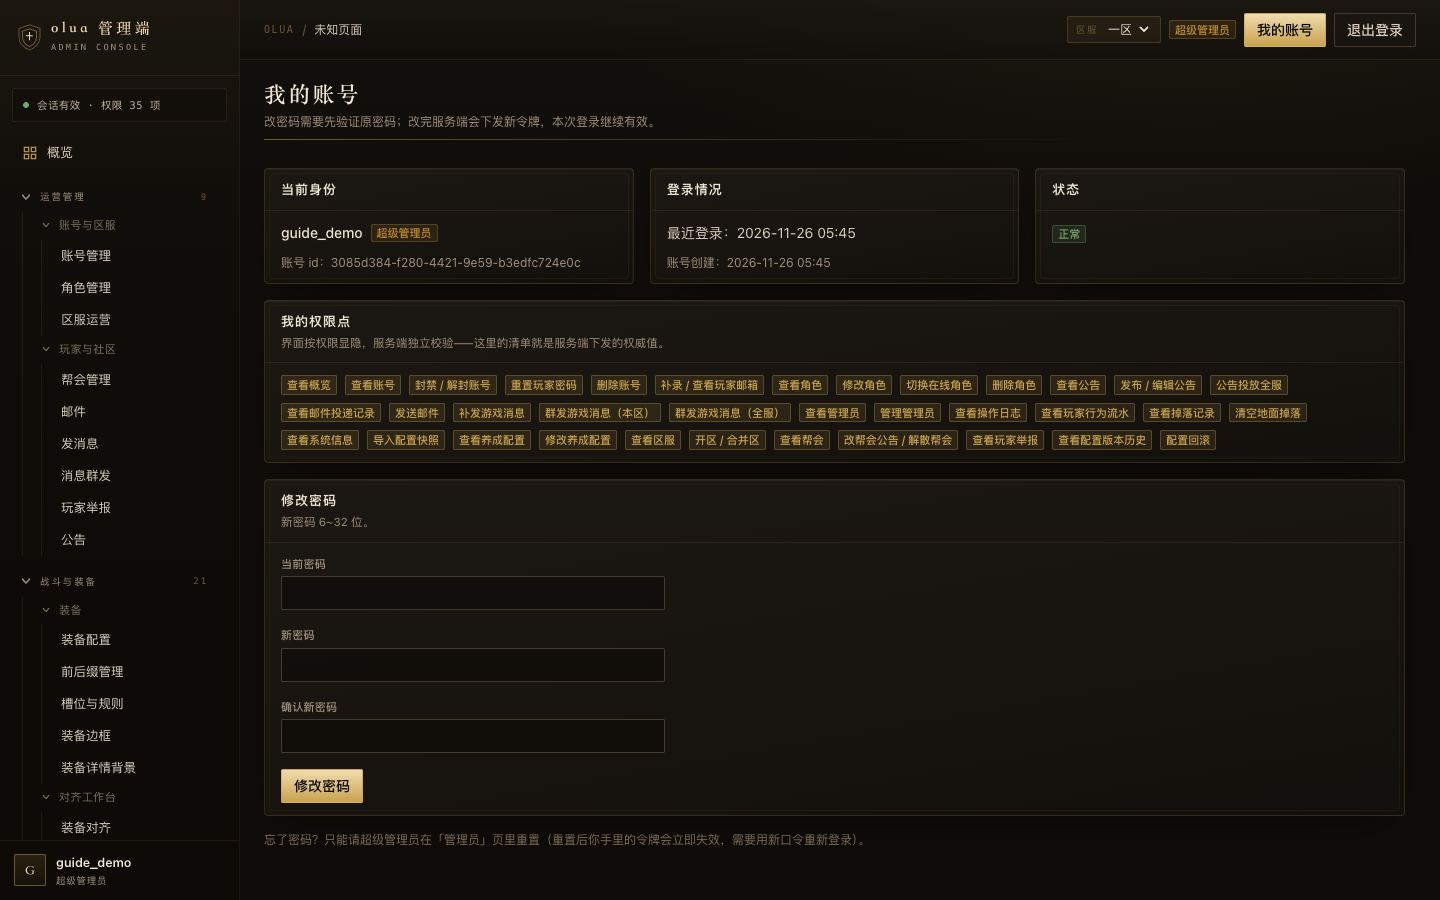 olua 管理端
ADMIN CONSOLE
会话有效 · 权限 35 项
概览
运营管理 9
账号与区服
账号管理
角色管理
区服运营
玩家与社区
帮会管理
邮件
发消息
消息群发
玩家举报
公告
战斗与装备 21
装备
装备配置
前后缀管理
槽位与规则
装备边框
装备详情背景
对齐工作台
装备对齐
G
guide_demo
超级管理员
OLUA / 未知页面
区服 一区
超级管理员
我的账号
退出登录
我的账号
改密码需要先验证原密码；改完服务端会下发新令牌，本次登录继续有效。
当前身份
guide_demo 超级管理员
账号 id：3085d384-f280-4421-9e59-b3edfc724e0c
登录情况
最近登录：2026-11-26 05:45
账号创建：2026-11-26 05:45
状态
正常
我的权限点
界面按权限显隐，服务端独立校验——这里的清单就是服务端下发的权威值。
查看概览 查看账号 封禁 / 解封账号 重置玩家密码 删除账号 补录 / 查看玩家邮箱 查看角色 修改角色 切换在线角色 删除角色 查看公告 发布 / 编辑公告 公告投放全服
查看邮件投递记录 发送邮件 补发游戏消息 群发游戏消息（本区） 群发游戏消息（全服） 查看管理员 管理管理员 查看操作日志 查看玩家行为流水 查看掉落记录 清空地面掉落
查看系统信息 导入配置快照 查看养成配置 修改养成配置 查看区服 开区 / 合并区 查看帮会 改帮会公告 / 解散帮会 查看玩家举报 查看配置版本历史 配置回滚
修改密码
新密码 6~32 位。
当前密码
新密码
确认新密码
修改密码
忘了密码？只能请超级管理员在「管理员」页里重置（重置后你手里的令牌会立即失效，需要用新口令重新登录）。